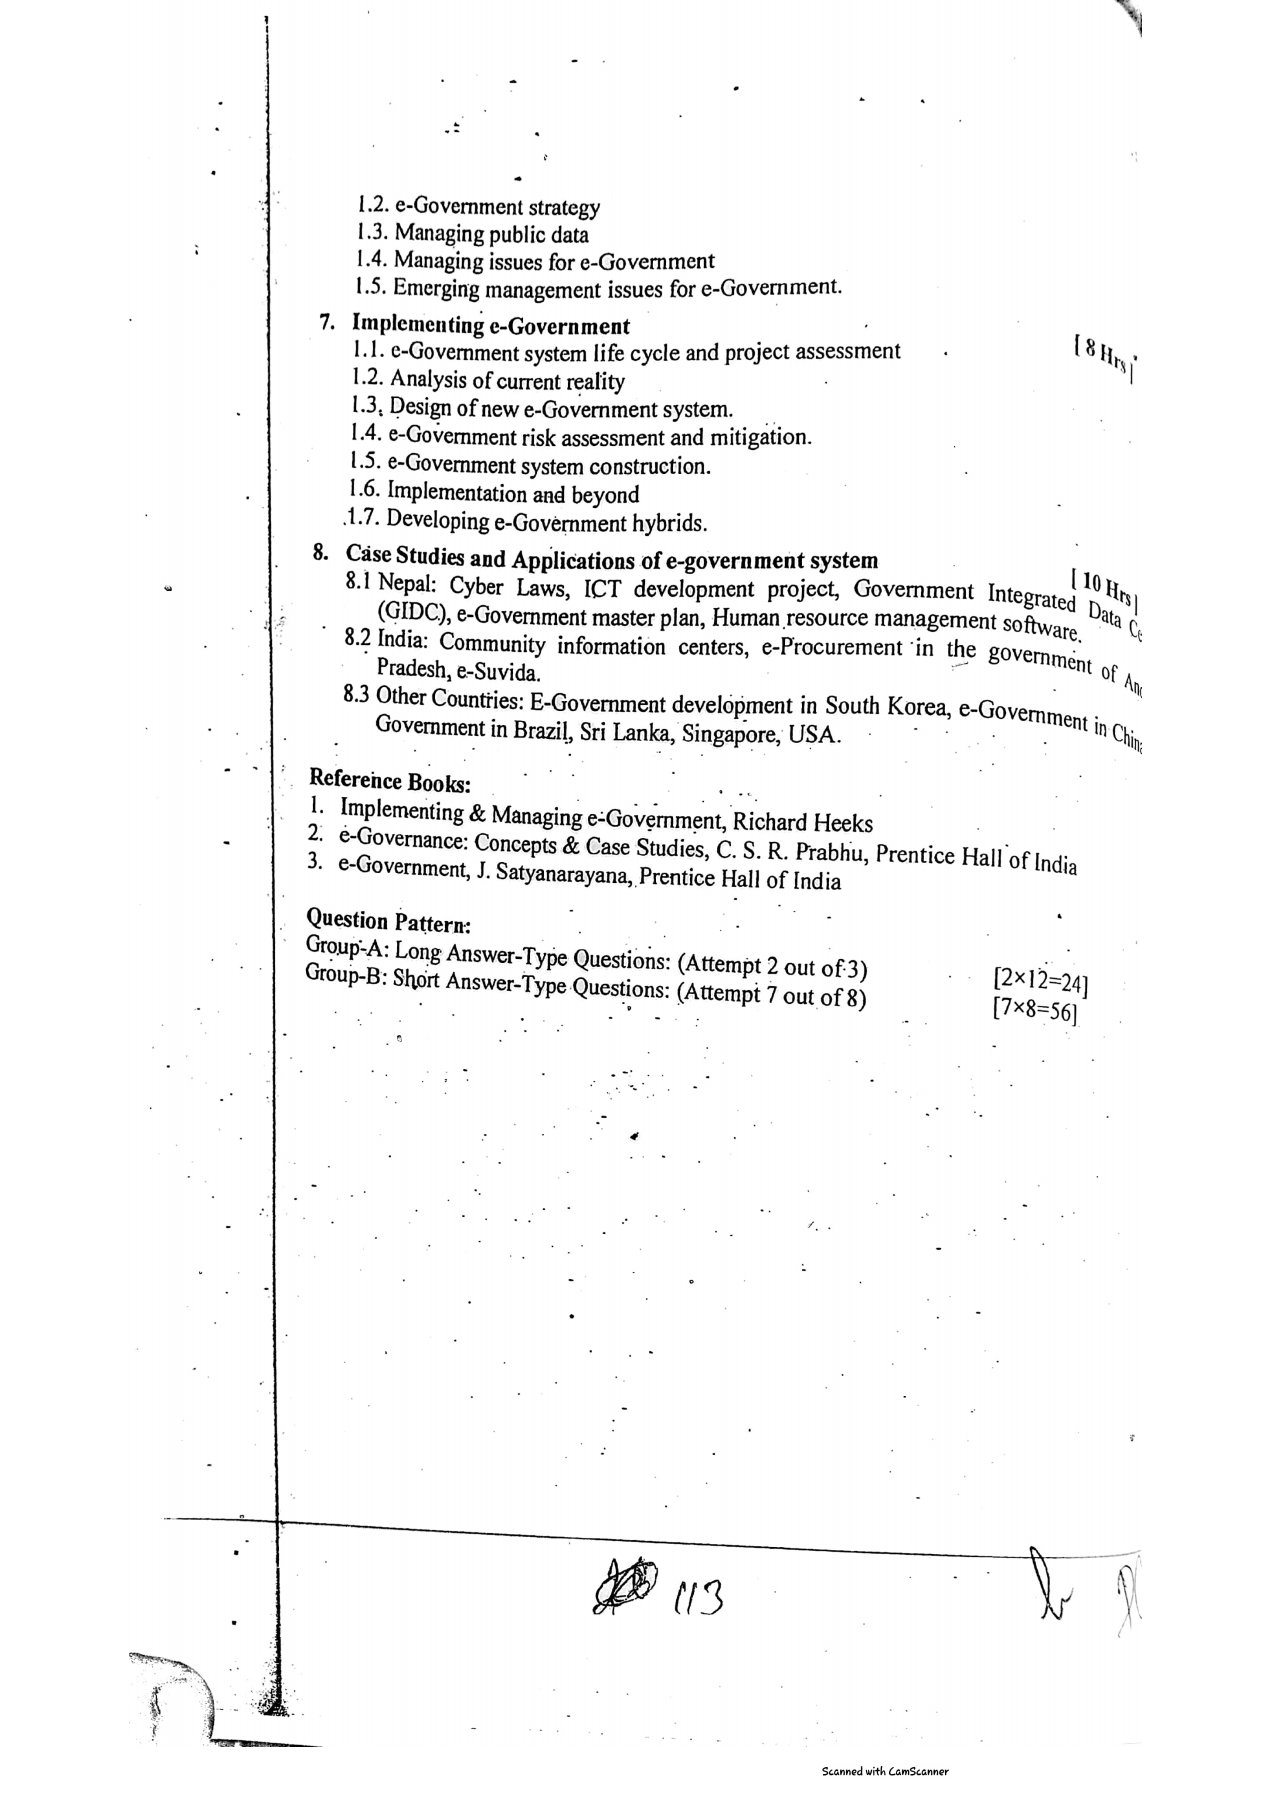 1.2. e-Government strategy
1.3. Managing public data
1.4. Managing issues for e-Government
1.5. Emerging management issues for e-Government.
7. Implementing e-Government [8 Hrs]
1.1. e-Government system life cycle and project assessment
1.2. Analysis of current reality
1.3. Design of new e-Government system.
1.4. e-Government risk assessment and mitigation.
1.5. e-Government system construction.
1.6. Implementation and beyond
1.7. Developing e-Government hybrids.
8. Case Studies and Applications of e-government system [10 Hrs]
8.1 Nepal: Cyber Laws, ICT development project, Government Integrated Data Ce
(GIDC), e-Government master plan, Human resource management software.
8.2 India: Community information centers, e-Procurement in the government of An
Pradesh, e-Suvida.
8.3 Other Countries: E-Government development in South Korea, e-Government in Chin
Government in Brazil, Sri Lanka, Singapore, USA.
Reference Books:
1. Implementing & Managing e-Government, Richard Heeks
2. e-Governance: Concepts & Case Studies, C. S. R. Prabhu, Prentice Hall of India
3. e-Government, J. Satyanarayana, Prentice Hall of India
Question Pattern:
Group-A: Long Answer-Type Questions: (Attempt 2 out of 3) [2×12=24]
Group-B: Short Answer-Type Questions: (Attempt 7 out of 8) [7×8=56]
113
Scanned with CamScanner